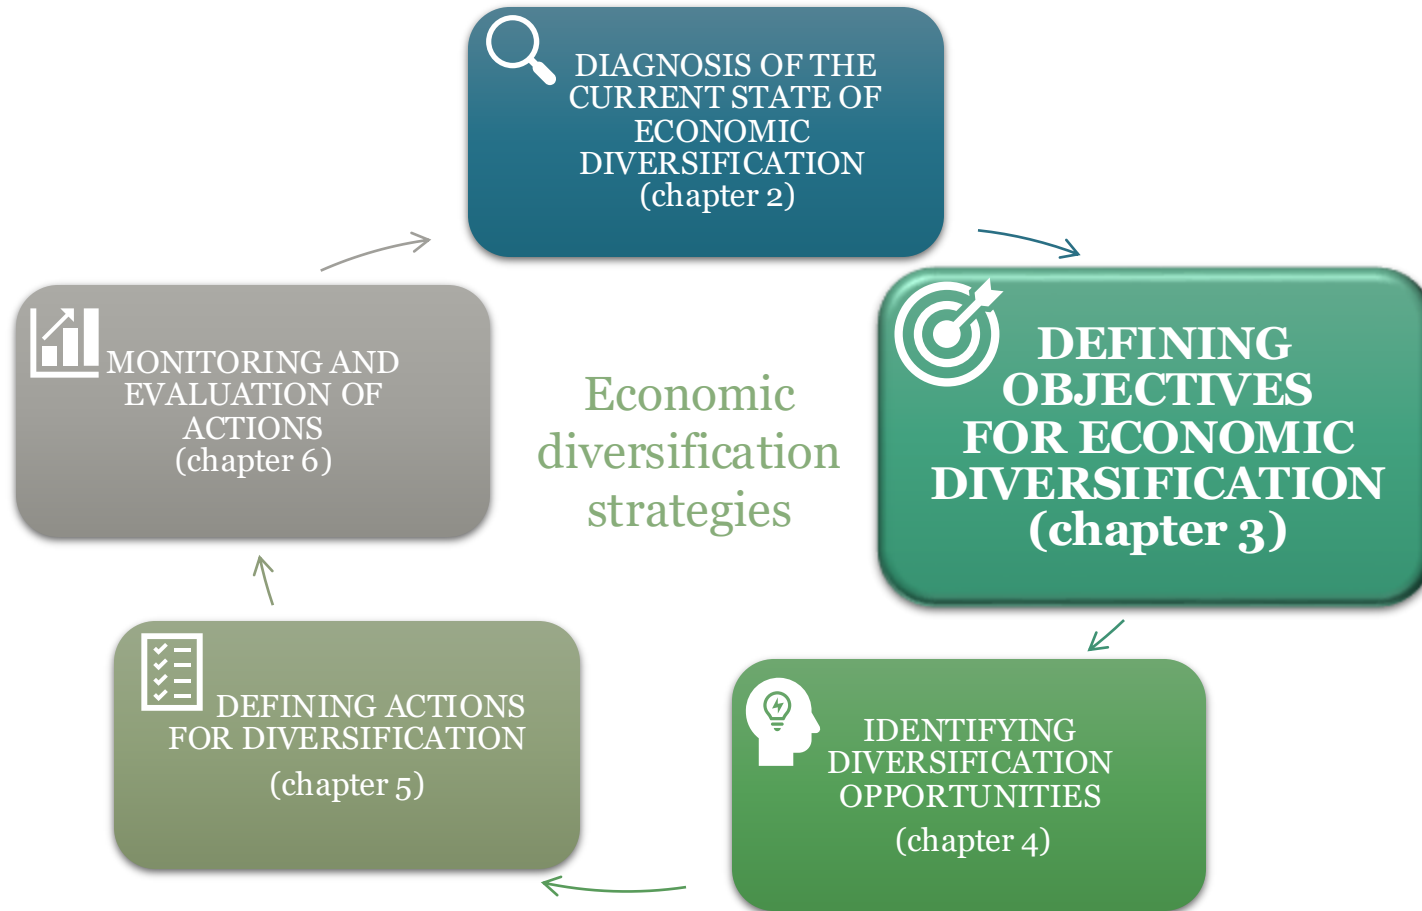 DIAGNOSIS OF THE
CURRENT STATE OF
ECONOMIC
DIVERSIFICATION
(chapter 2)
DEFINING
OBJECTIVES
FOR ECONOMIC
DIVERSIFICATION
(chapter 3)
IDENTIFYING
DIVERSIFICATION
OPPORTUNITIES
(chapter 4)
DEFINING ACTIONS
FOR DIVERSIFICATION
(chapter 5)
MONITORING AND
EVALUATION OF
ACTIONS
(chapter 6)
Economic
diversification
strategies